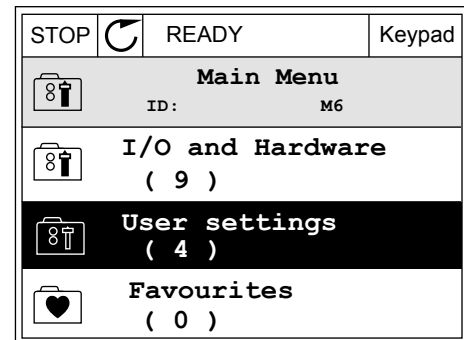 STOP READY Keypad
Main Menu
ID: M6
I/O and Hardware
( 9 )
User settings
( 4 )
Favourites
( 0 )